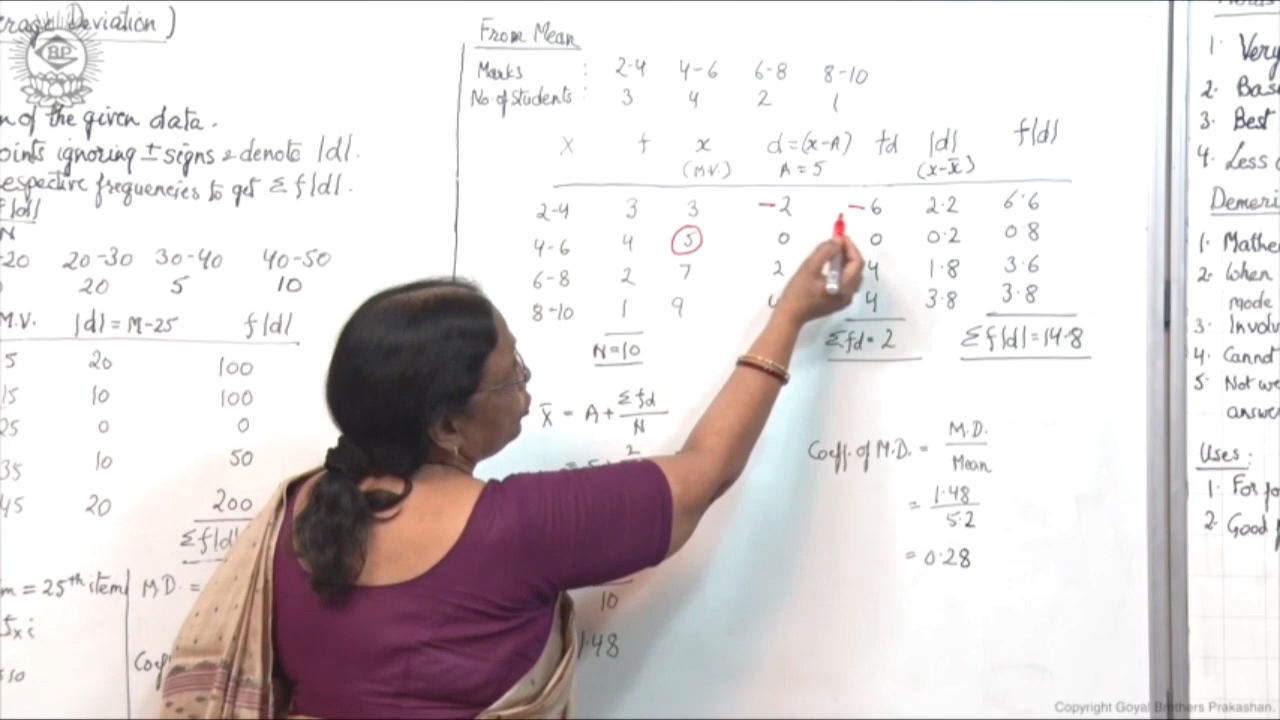 Deviation)
BP
n of the given data.
oints ignoring ± signs & denote |d|.
espective frequencies to get Σf|d|.
f|d|
N
-20 20-30 30-40 40-50
20 5 10
M.V. |d| = M-25 f|d|
5 20 100
15 10 100
25 0 0
35 10 50
45 20 200
Σf|d|
m = 25th item
M.D. =
From Mean
Marks : 2-4 4-6 6-8 8-10
No. of students : 3 4 2 1
X f x d = (x-A) fd |d| f|d|
(M.V.) A = 5 (x-x̄)
2-4 3 3 -2 -6 2.2 6.6
4-6 4 5 0 0 0.2 0.8
6-8 2 7 2 4 1.8 3.6
8-10 1 9 4 4 3.8 3.8
N=10 Σfd = 2 Σf|d| = 14.8
X̄ = A + Σfd
N
2
10
1.48
Coeff. of M.D. = M.D.
Mean
= 1.48
5.2
= 0.28
1. Very
2. Bas
3. Best
4. Less
Demeri
1. Mathe
2. When
mode
3. Involv
4. Cannot
5. Not we
answe
Uses :
1. For
2. Good
Copyright Goyal Brothers Prakashan.